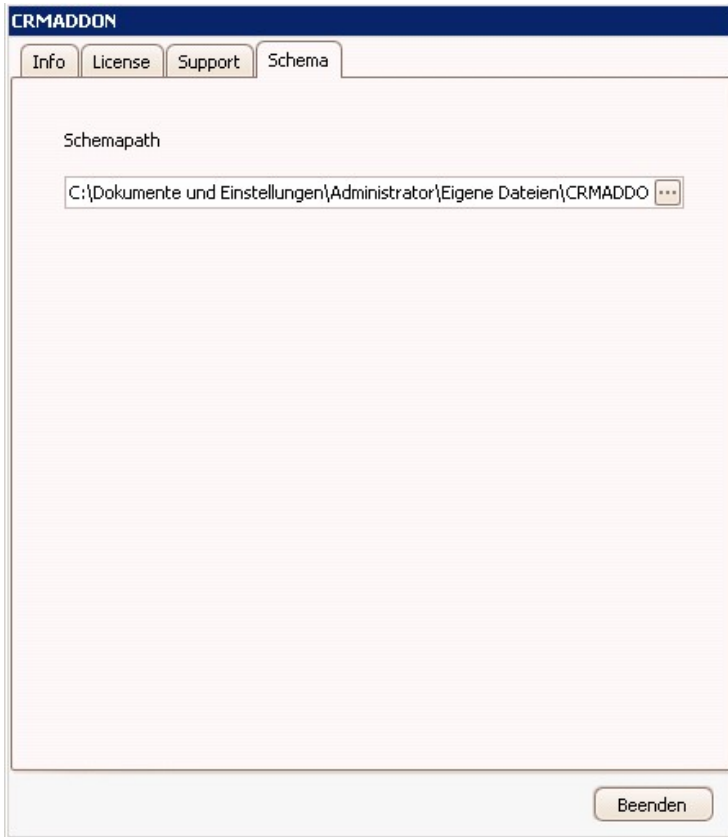 CRMADDON
Info License Support Schema
Schemapath
C:\Dokumente und Einstellungen\Administrator\Eigene Dateien\CRMADDO ...
Beenden